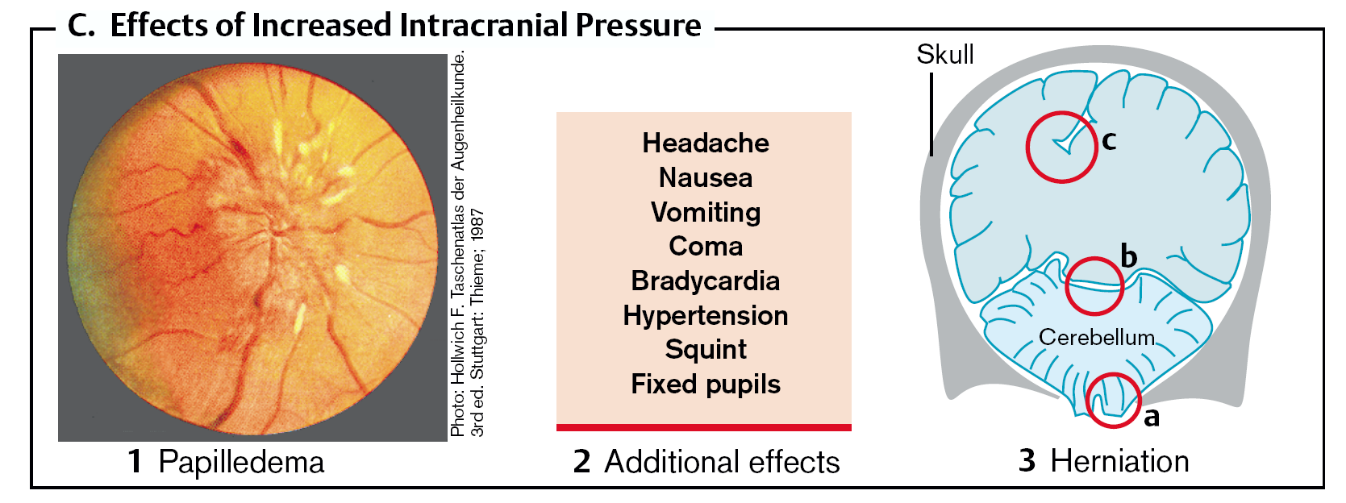 C. Effects of Increased Intracranial Pressure
Photo: Hollwich F. Taschenatlas der Augenheilkunde.
3rd ed. Stuttgart: Thieme; 1987
1 Papilledema
Headache
Nausea
Vomiting
Coma
Bradycardia
Hypertension
Squint
Fixed pupils
2 Additional effects
Skull
c
b
Cerebellum
a
3 Herniation